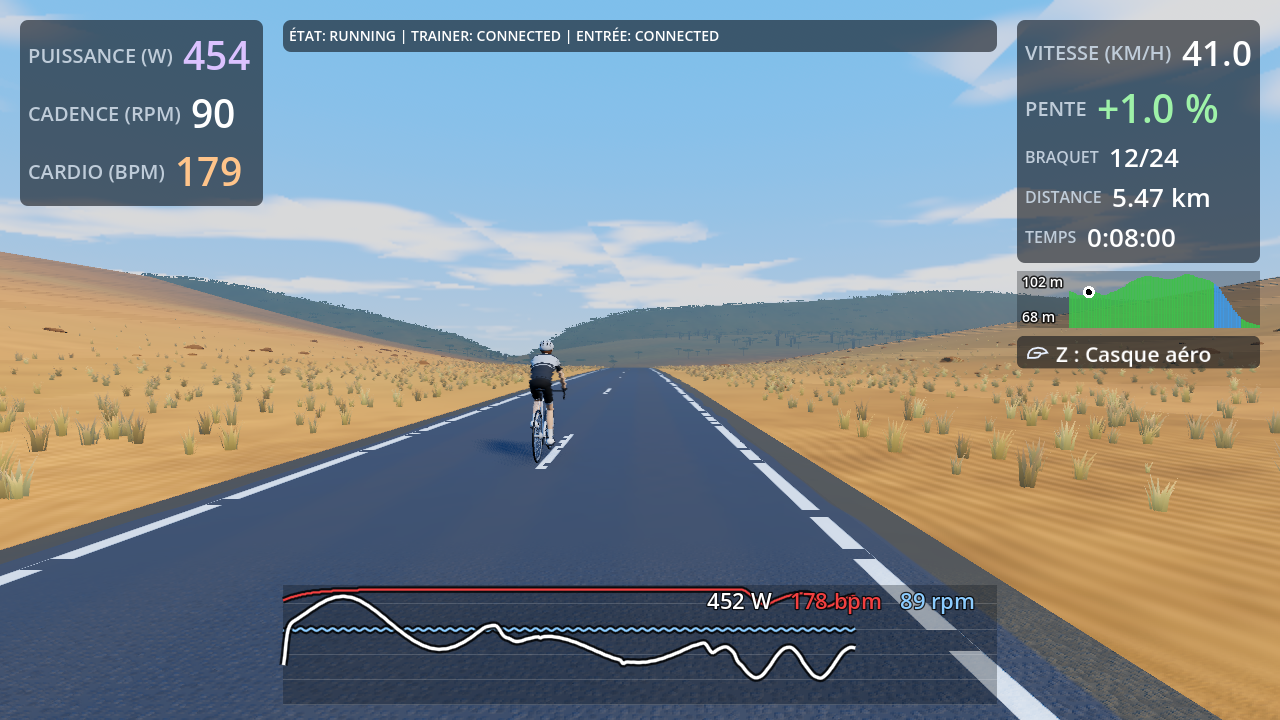 PUISSANCE (W) 454
CADENCE (RPM) 90
CARDIO (BPM) 179
ÉTAT: RUNNING | TRAINER: CONNECTED | ENTRÉE: CONNECTED
VITESSE (KM/H) 41.0
PENTE +1.0 %
BRAQUET 12/24
DISTANCE 5.47 km
TEMPS 0:08:00
102 m
68 m
Z : Casque aéro
452 W 178 bpm 89 rpm